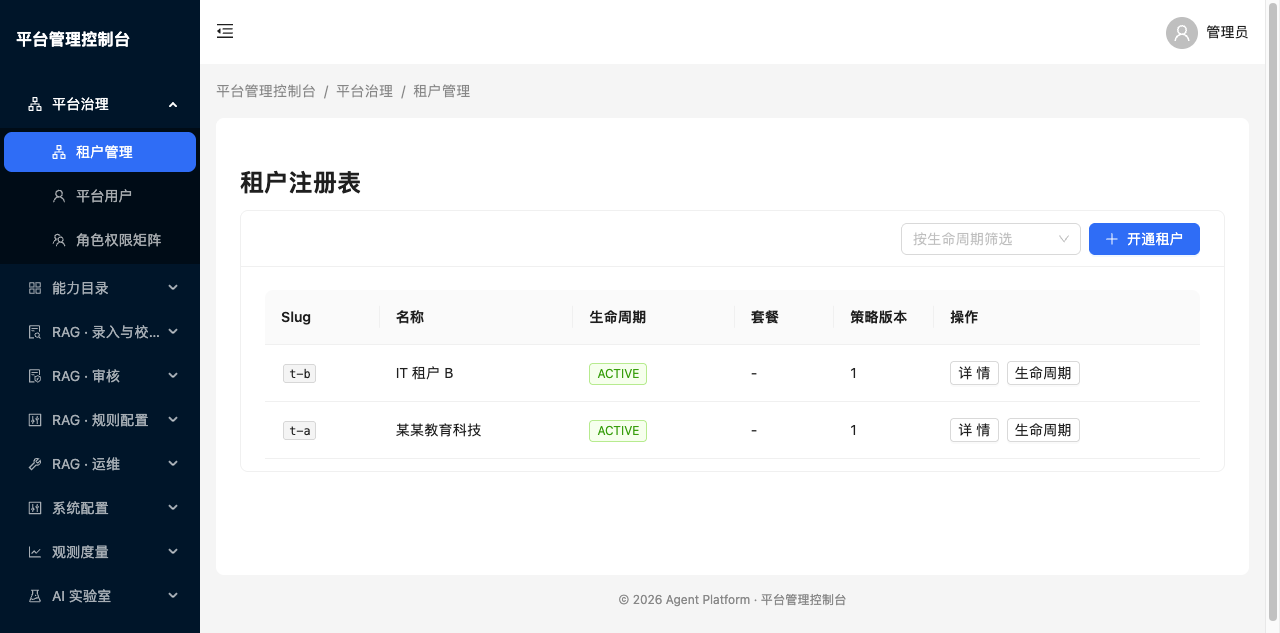 平台管理控制台
管理员
平台管理控制台 / 平台治理 / 租户管理
平台治理
租户管理
平台用户
角色权限矩阵
能力目录
RAG · 录入与校...
RAG · 审核
RAG · 规则配置
RAG · 运维
系统配置
观测度量
AI 实验室
租户注册表
按生命周期筛选
开通租户
Slug 名称 生命周期 套餐 策略版本 操作
t-b IT 租户 B ACTIVE - 1 详 情 生命周期
t-a 某某教育科技 ACTIVE - 1 详 情 生命周期
© 2026 Agent Platform · 平台管理控制台